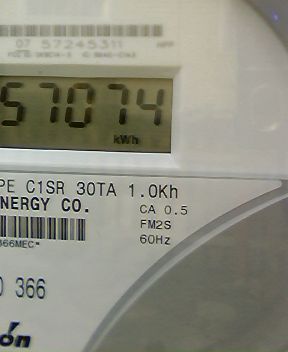 07 57245311
57074
kWh
PE C1SR 30TA 1.0Kh
NERGY CO.
CA 0.5
FM2S
60Hz
366MEC*
0 366
on